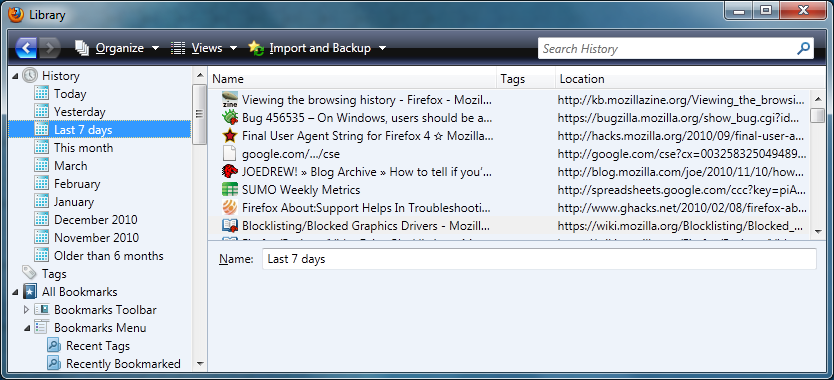 Library
Organize Views Import and Backup Search History
History
Today
Yesterday
Last 7 days
This month
March
February
January
December 2010
November 2010
Older than 6 months
Tags
All Bookmarks
Bookmarks Toolbar
Bookmarks Menu
Recent Tags
Recently Bookmarked
Name Tags Location
Viewing the browsing history - Firefox - Mozil... http://kb.mozillazine.org/Viewing_the_browsi...
Bug 456535 – On Windows, users should be a... https://bugzilla.mozilla.org/show_bug.cgi?id...
Final User Agent String for Firefox 4 ☆ Mozilla... http://hacks.mozilla.org/2010/09/final-user-a...
google.com/.../cse http://google.com/cse?cx=003258325049489...
JOEDREW! » Blog Archive » How to tell if you'... http://blog.mozilla.com/joe/2010/11/10/how...
SUMO Weekly Metrics http://spreadsheets.google.com/ccc?key=piA...
Firefox About:Support Helps In Troubleshooti... http://www.ghacks.net/2010/02/08/firefox-ab...
Blocklisting/Blocked Graphics Drivers - Mozill... https://wiki.mozilla.org/Blocklisting/Blocked_...
Name: Last 7 days